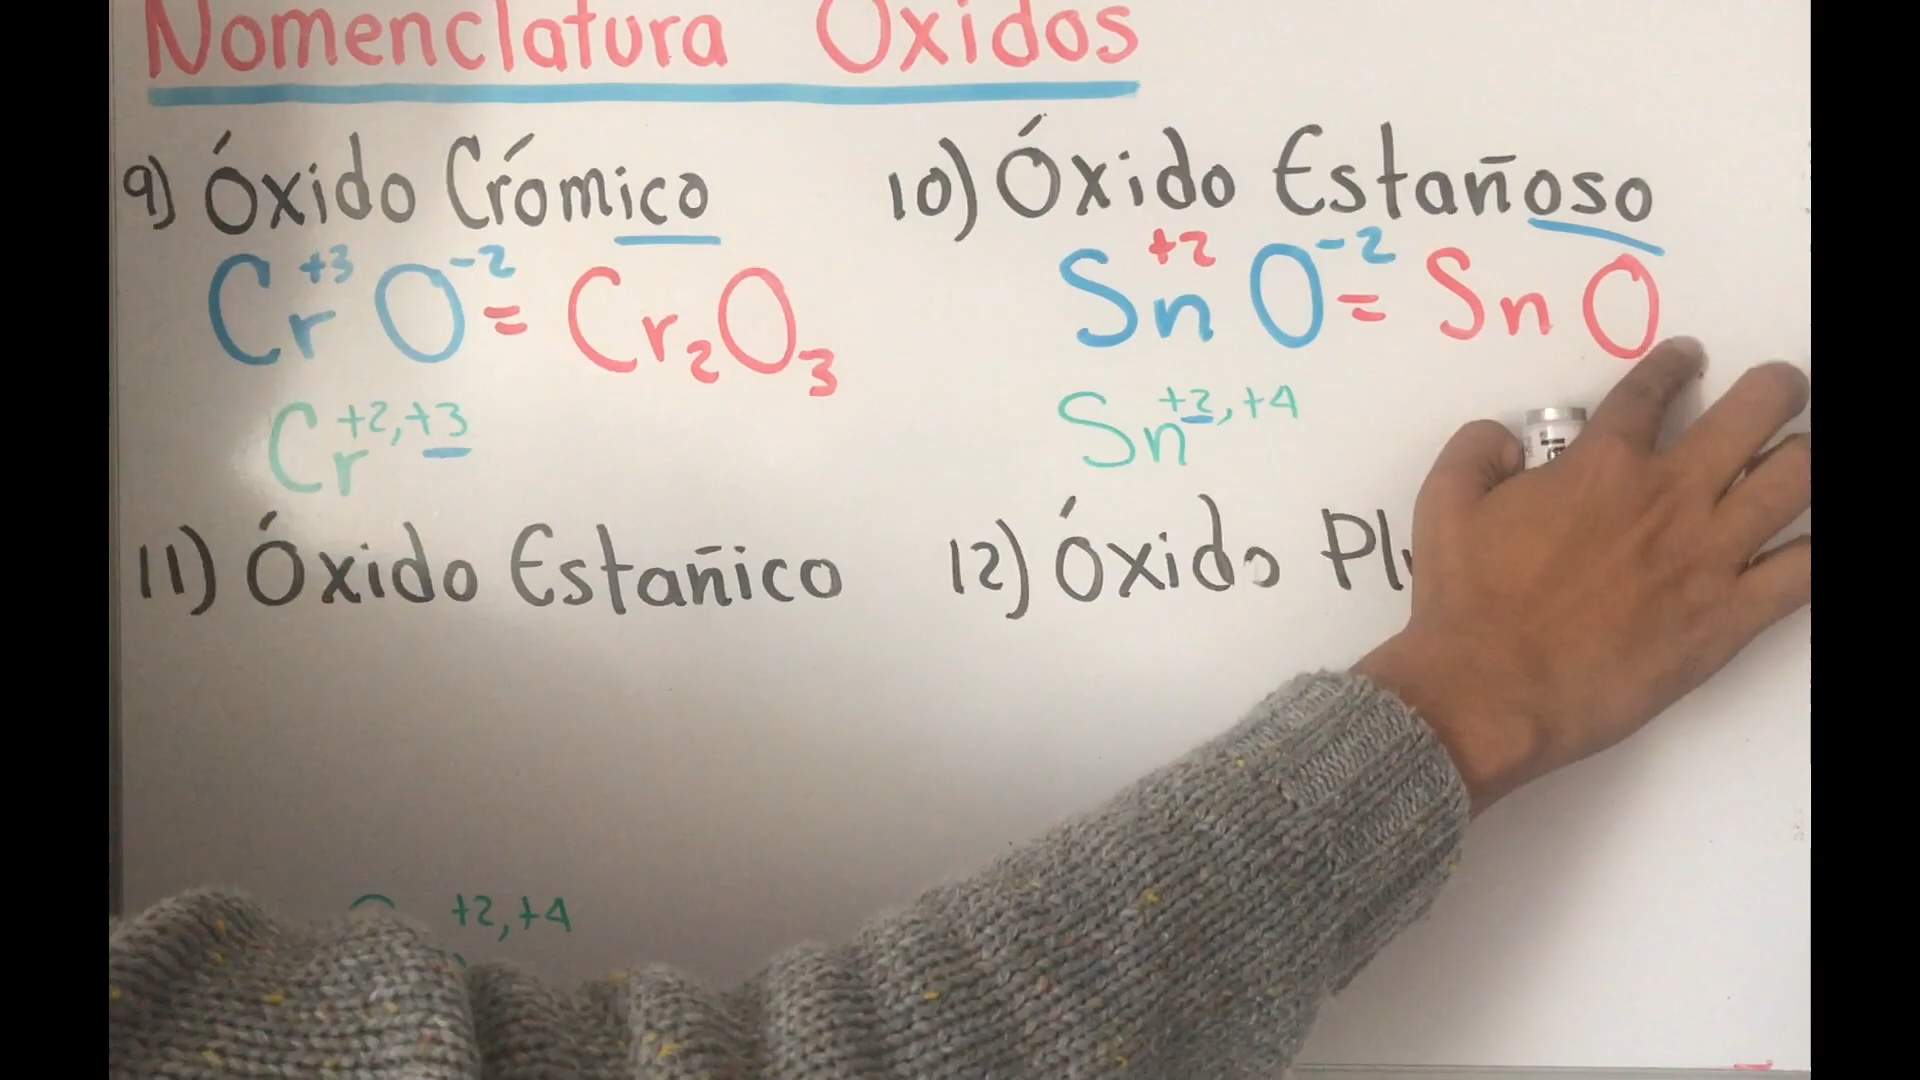 Nomenclatura Óxidos
9) Óxido Crómico
Cr+3 O-2 = Cr2O3
Cr+2,+3
10) Óxido Estañoso
Sn+2 O-2 = Sn O
Sn+2,+4
11) Óxido Estañico
+2,+4
12) Óxido